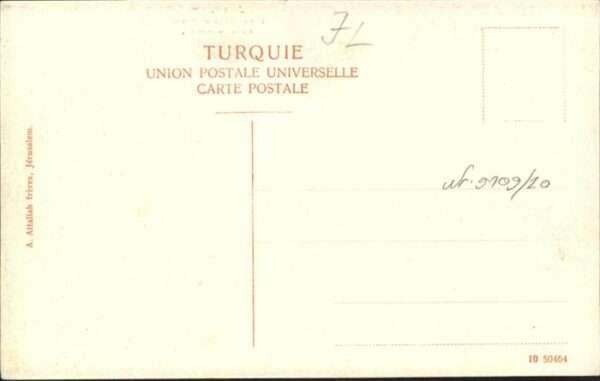 TURQUIE
UNION POSTALE UNIVERSELLE
CARTE POSTALE
A. Attallah frères, Jérusalem.
10 50464